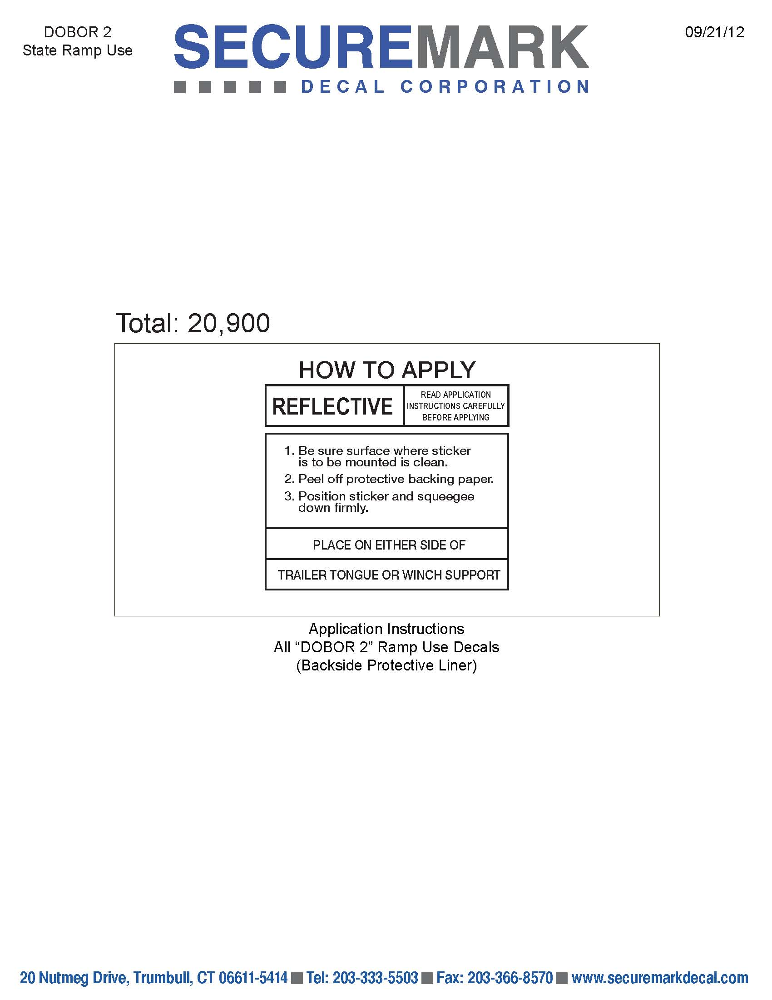 DOBOR 2
State Ramp Use
SECUREMARK
DECAL CORPORATION
09/21/12
Total: 20,900
HOW TO APPLY
REFLECTIVE
READ APPLICATION
INSTRUCTIONS CAREFULLY
BEFORE APPLYING
1. Be sure surface where sticker
is to be mounted is clean.
2. Peel off protective backing paper.
3. Position sticker and squeegee
down firmly.
PLACE ON EITHER SIDE OF
TRAILER TONGUE OR WINCH SUPPORT
Application Instructions
All “DOBOR 2” Ramp Use Decals
(Backside Protective Liner)
20 Nutmeg Drive, Trumbull, CT 06611-5414 ■ Tel: 203-333-5503 ■ Fax: 203-366-8570 ■ www.securemarkdecal.com